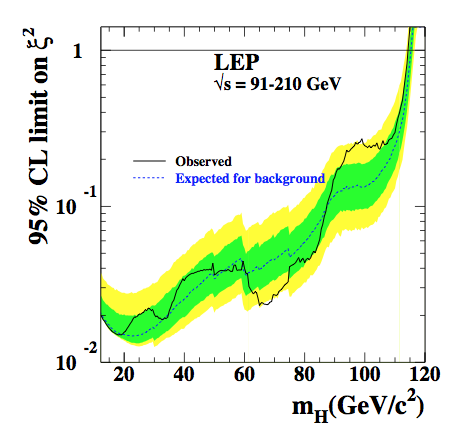 95% CL limit on ξ²
1
10⁻¹
10⁻²
LEP
√s = 91-210 GeV
Observed
Expected for background
20 40 60 80 100 120
m_H(GeV/c²)